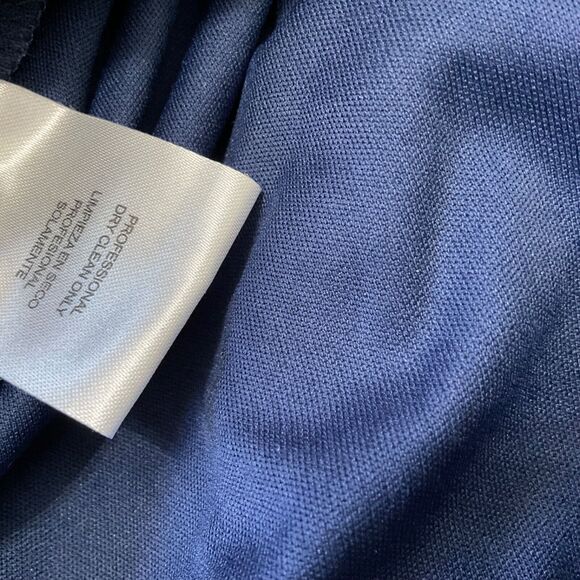 PROFESSIONAL
DRY CLEAN ONLY
LIMPIEZA EN SECO
PROFESIONAL
SOLAMENTE